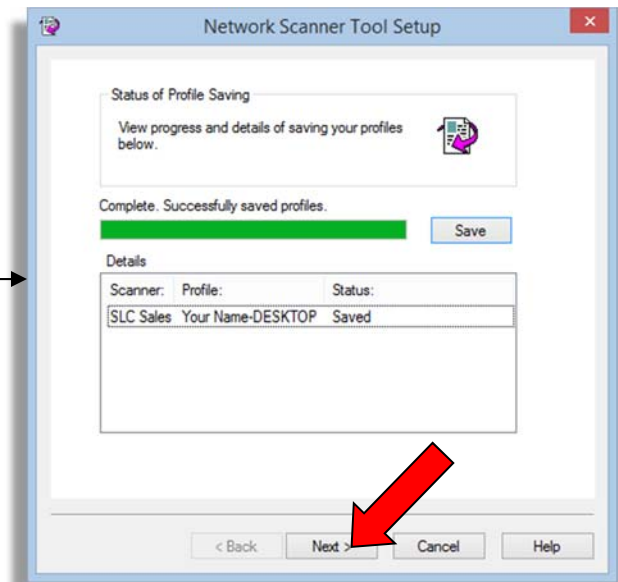 Network Scanner Tool Setup
Status of Profile Saving
View progress and details of saving your profiles
below.
Complete. Successfully saved profiles.
Save
Details
Scanner: Profile: Status:
SLC Sales Your Name-DESKTOP Saved
< Back Next > Cancel Help